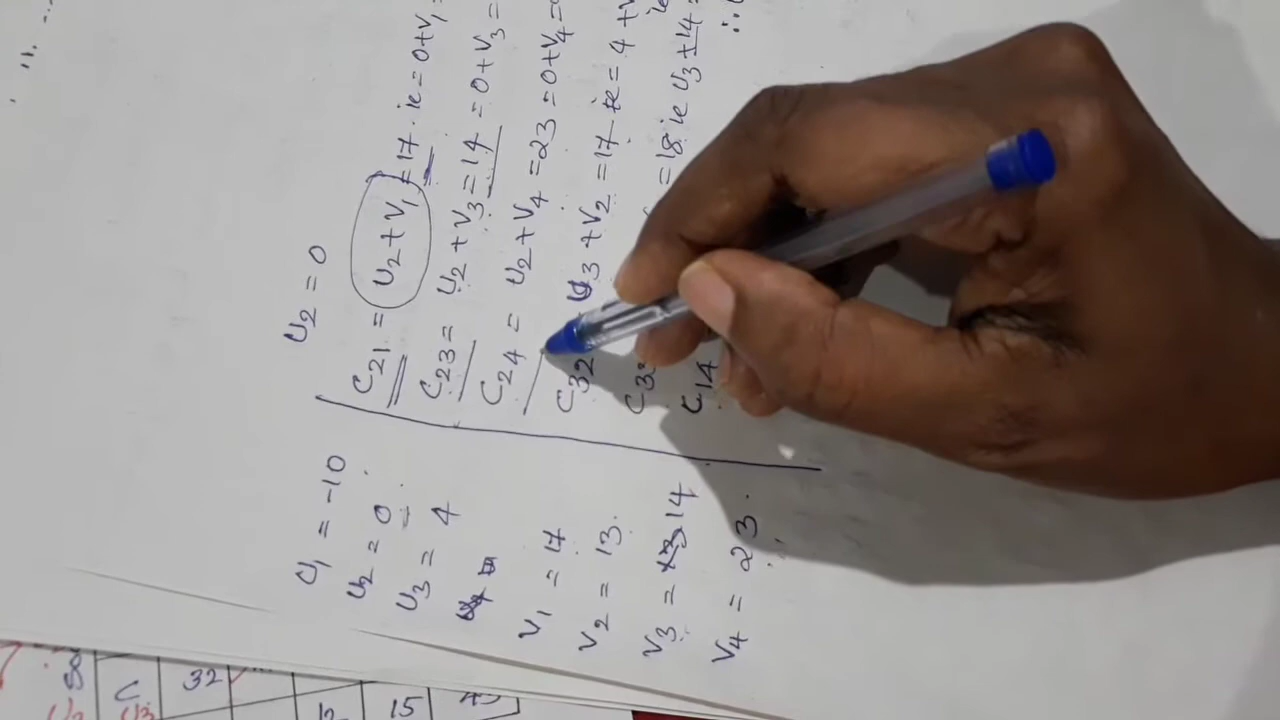 U2 = 0
C21 = U2 + V1 = 17 . ie = 0+V1 =
C23 = U2 + V3 = 14 = 0+V3 =
C24 = U2 + V4 = 23 = 0+V4 =
C32 U3 + V2 = 17 ie = 4 + V
C33 = 18 ie U3 + 14 =
C14
U1 = -10
U2 = 0 .
U3 = 4
V1 = 17
V2 = 13.
V3 = 14
V4 = 23 .
C 32
15